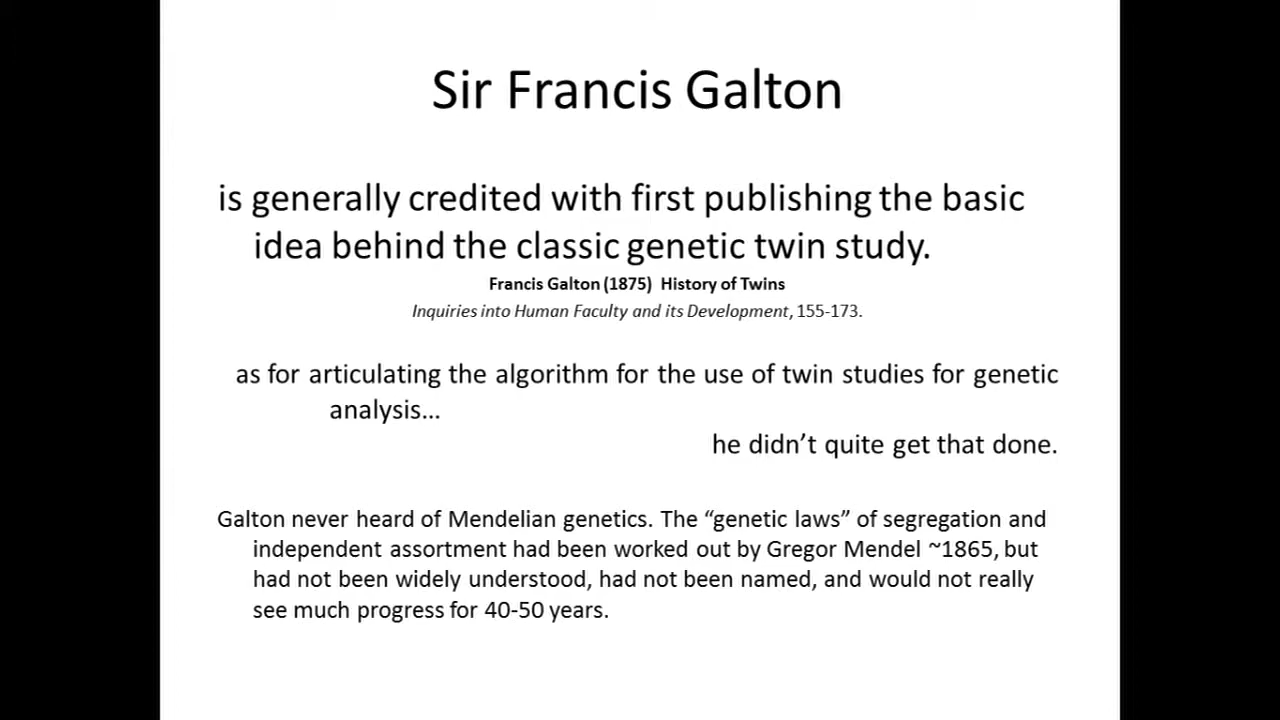 Sir Francis Galton
is generally credited with first publishing the basic
idea behind the classic genetic twin study.
Francis Galton (1875) History of Twins
Inquiries into Human Faculty and its Development, 155-173.
as for articulating the algorithm for the use of twin studies for genetic
analysis…
he didn’t quite get that done.
Galton never heard of Mendelian genetics. The “genetic laws” of segregation and
independent assortment had been worked out by Gregor Mendel ~1865, but
had not been widely understood, had not been named, and would not really
see much progress for 40-50 years.